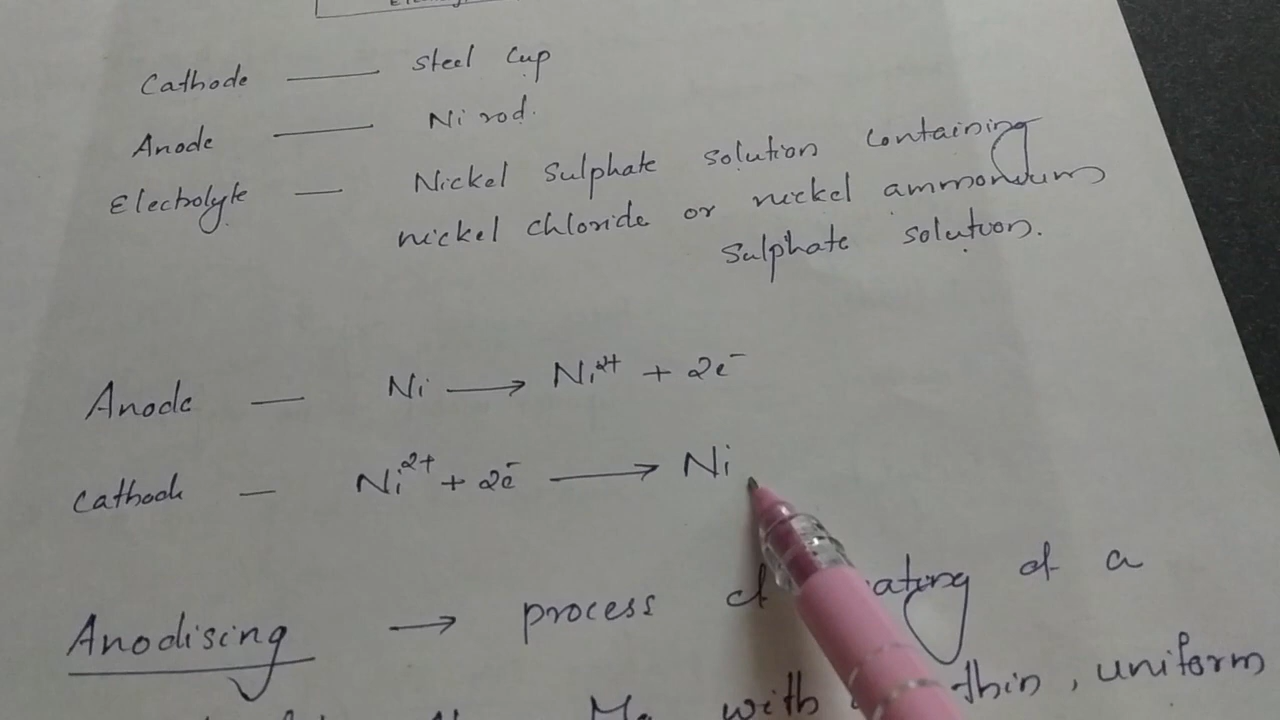 Cathode — Steel Cup
Anode — Ni rod.
Electrolyte — Nickel Sulphate solution containing
nickel chloride or nickel ammonium
Sulphate solution.
Anode — Ni → Ni²⁺ + 2e⁻
Cathode — Ni²⁺ + 2e⁻ → Ni
Anodising → process of a
with thin, uniform